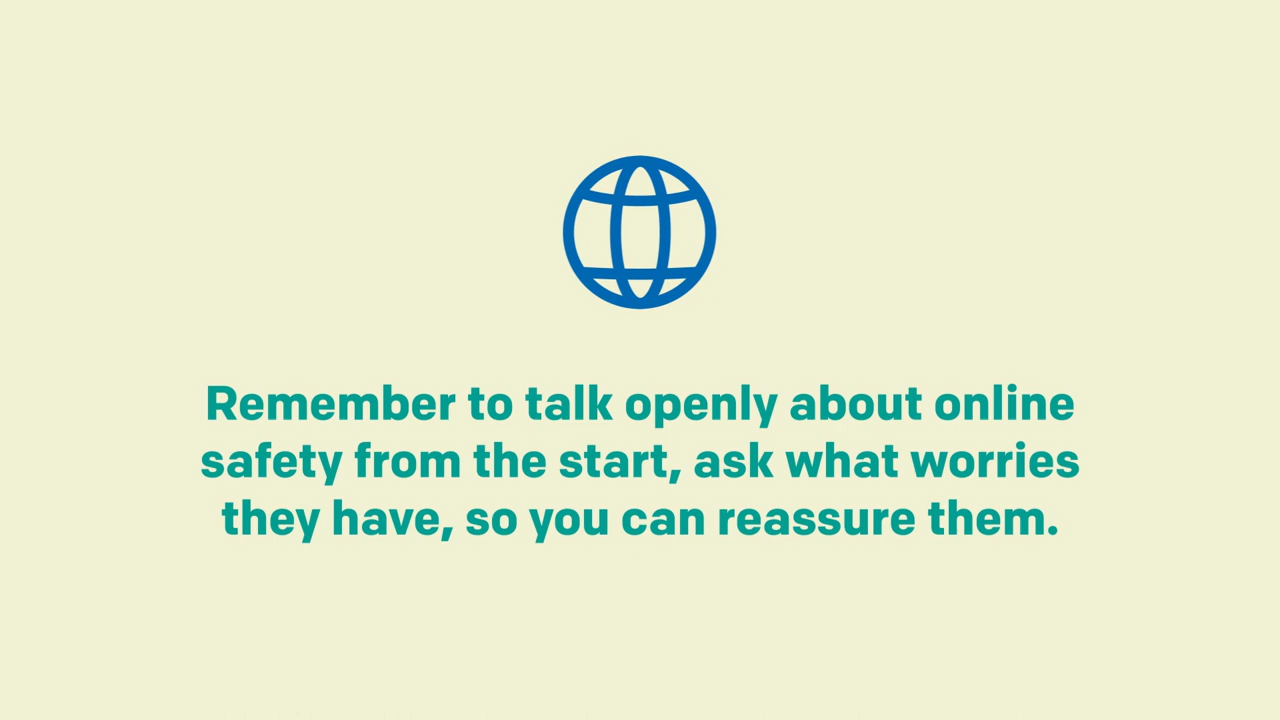 Remember to talk openly about online
safety from the start, ask what worries
they have, so you can reassure them.